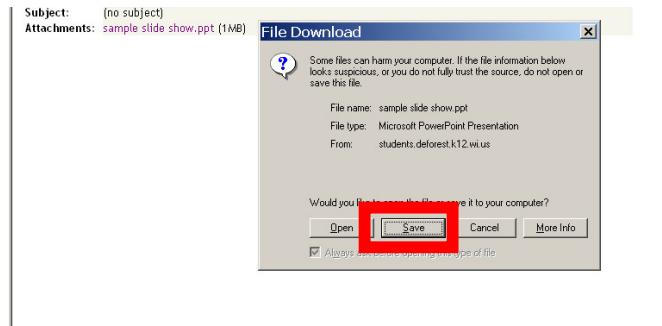 Subject: (no subject)
Attachments: sample slide show.ppt (1MB)
File Download
Some files can harm your computer. If the file information below
looks suspicious, or you do not fully trust the source, do not open or
save this file.
File name: sample slide show.ppt
File type: Microsoft PowerPoint Presentation
From: students.deforest.k12.wi.us
Would you like to open the file or save it to your computer?
Open Save Cancel More Info
Always ask before opening this type of file